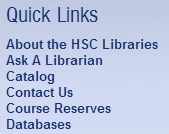 Quick Links
About the HSC Libraries
Ask A Librarian
Catalog
Contact Us
Course Reserves
Databases